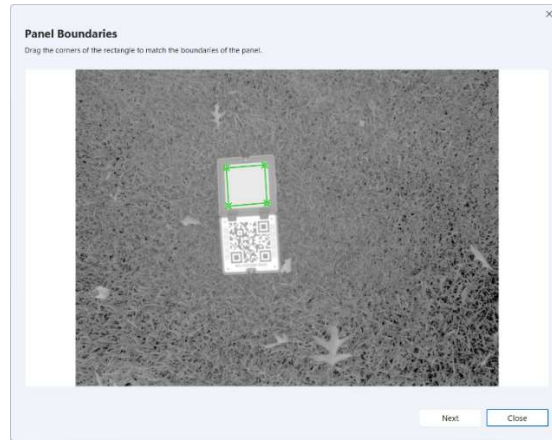 Panel Boundaries
Drag the corners of the rectangle to match the boundaries of the panel.
Next
Close